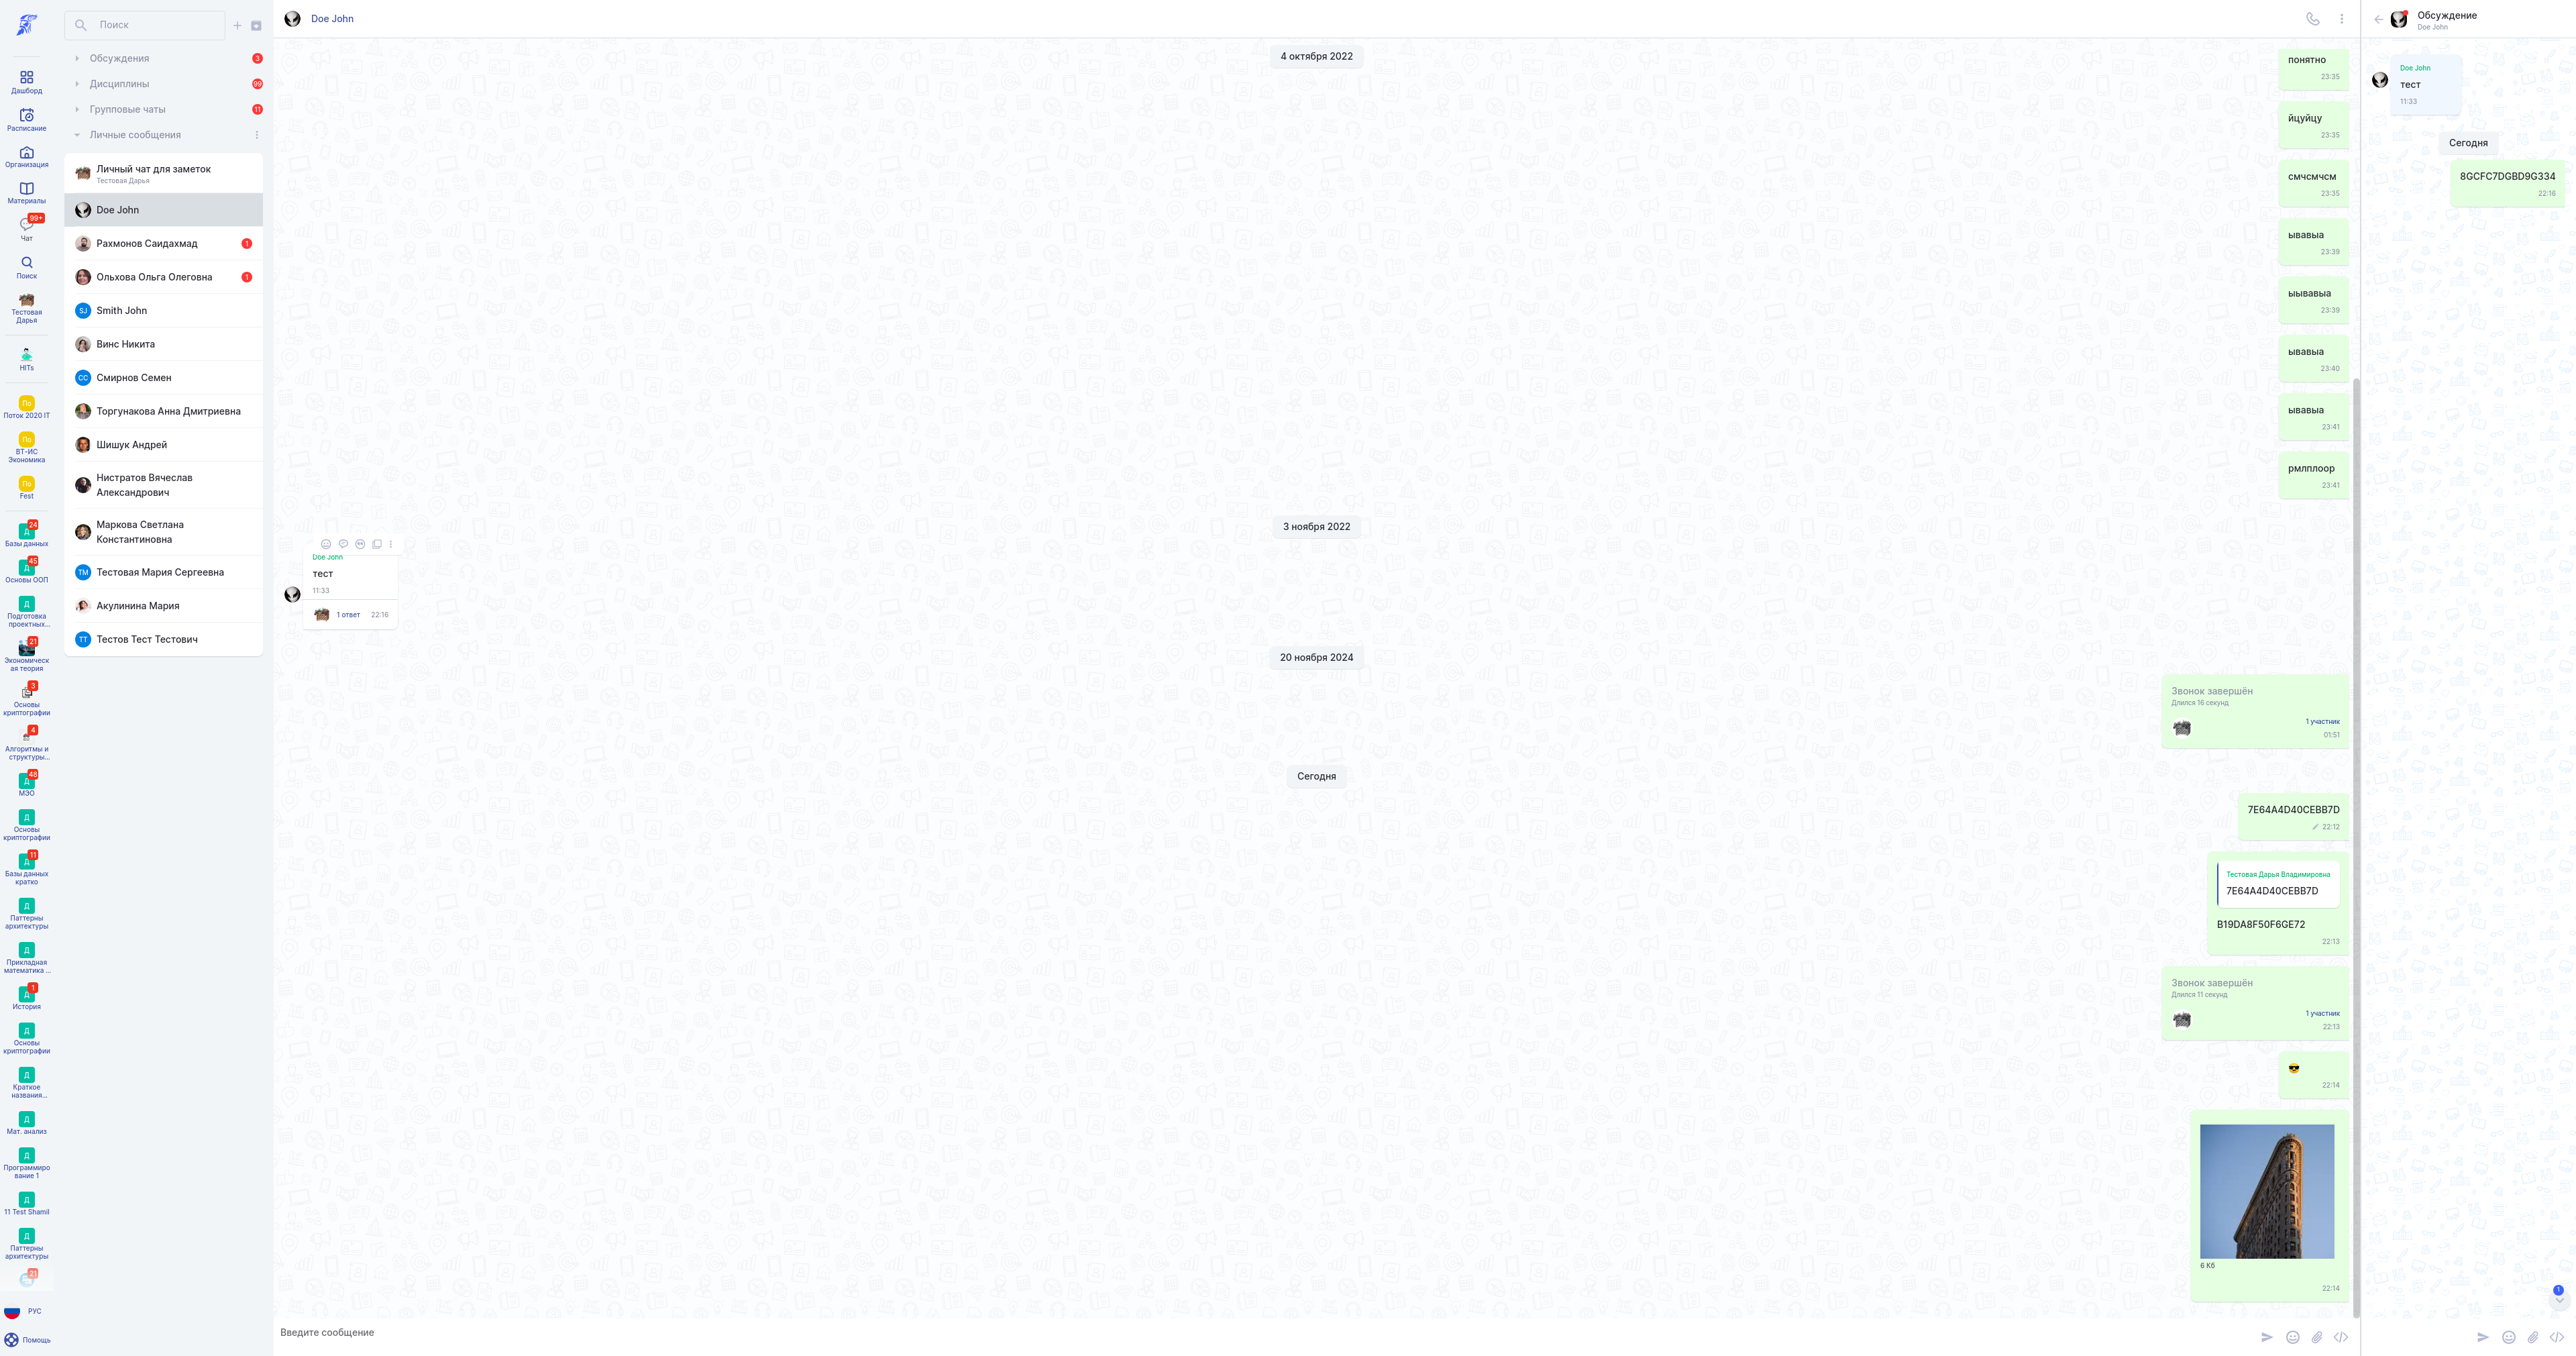 Дашборд
Расписание
Организация
Материалы
99+
Чат
Поиск
Тестовая
Дарья
HITs
По
Поток 2020 IT
По
ВТ-ИС
Экономика
По
Fest
24
Д
Базы данных
45
Д
Основы ООП
Д
Подготовка
проектных...
21
Экономическ
ая теория
3
Основы
криптографии
4
Алгоритмы и
структуры...
48
Д
МЭО
Д
Основы
криптографии
11
Д
Базы данных
кратко
Д
Паттерны
архитектуры
Д
Прикладная
математика ...
1
Д
История
Д
Основы
криптографии
Д
Краткое
названия...
Д
Мат. анализ
Д
Программиро
вание 1
Д
11 Test Shamil
Д
Паттерны
архитектуры
21
РУС
Помощь
Поиск
Обсуждения 3
Дисциплины 99
Групповые чаты 11
Личные сообщения
Личный чат для заметок
Тестовая Дарья
Doe John
Рахмонов Саидахмад 1
Ольхова Ольга Олеговна 1
SJ Smith John
Винс Никита
СС Смирнов Семен
Торгунакова Анна Дмитриевна
Шишук Андрей
Нистратов Вячеслав
Александрович
Маркова Светлана
Константиновна
ТМ Тестовая Мария Сергеевна
Акулинина Мария
ТТ Тестов Тест Тестович
Doe John
4 октября 2022
понятно
23:35
йцуйцу
23:35
смчсмчсм
23:35
ывавыа
23:39
ыывавыа
23:39
ывавыа
23:40
ывавыа
23:41
рмлплоор
23:41
3 ноября 2022
Doe John
тест
11:33
1 ответ 22:16
20 ноября 2024
Звонок завершён
Длился 16 секунд
1 участник
01:51
Сегодня
7E64A4D40CEBB7D
22:12
Тестовая Дарья Владимировна
7E64A4D40CEBB7D
B19DA8F50F6GE72
22:13
Звонок завершён
Длился 11 секунд
1 участник
22:13
😎
22:14
6 Кб
22:14
Введите сообщение
Обсуждение
Doe John
Doe John
тест
11:33
Сегодня
8GCFC7DGBD9G334
22:16
1